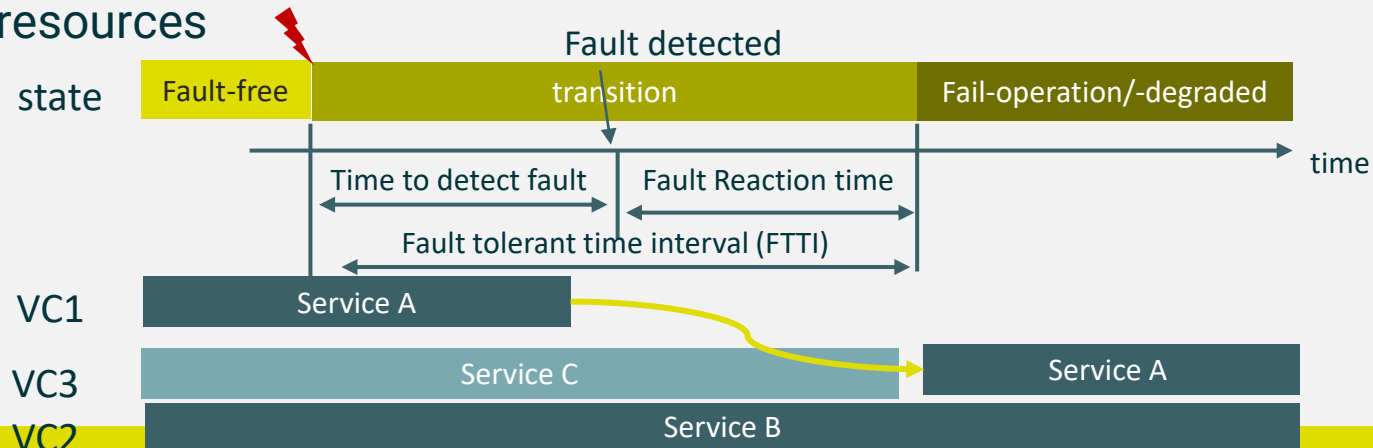 resources
Fault detected
state
Fault-free
transition
Fail-operation/-degraded
time
Time to detect fault
Fault Reaction time
Fault tolerant time interval (FTTI)
VC1
Service A
VC3
Service C
Service A
VC2
Service B